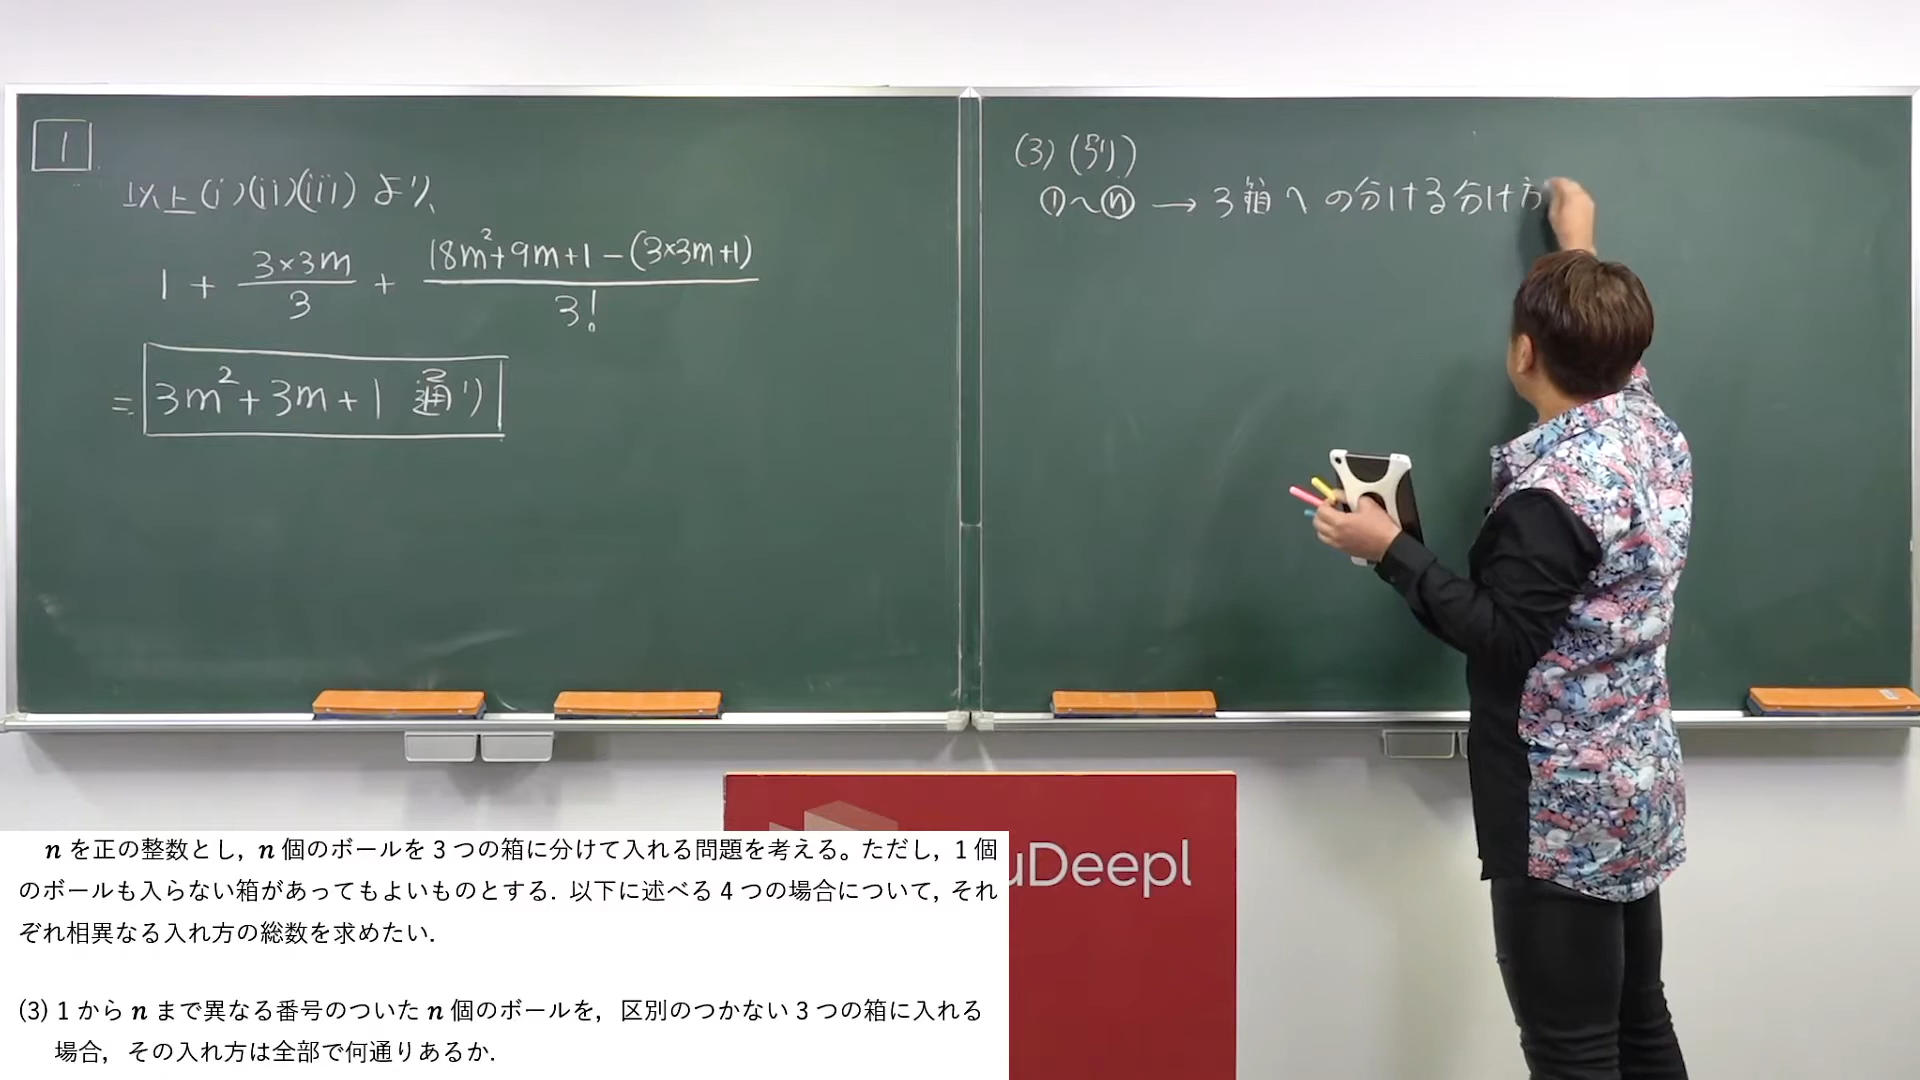 1
以上(i)(ii)(iii)より、
1 + 3×3m/3 + 18m²+9m+1-(3×3m+1)/3!
= 3m²+3m+1 通り
(3) (別)
①〜ⓝ → 3箱への分ける分け方
uDeepl
n を正の整数とし, n 個のボールを 3 つの箱に分けて入れる問題を考える。ただし, 1 個
のボールも入らない箱があってもよいものとする. 以下に述べる 4 つの場合について, それ
ぞれ相異なる入れ方の総数を求めたい.
(3) 1 から n まで異なる番号のついた n 個のボールを, 区別のつかない 3 つの箱に入れる
場合, その入れ方は全部で何通りあるか.